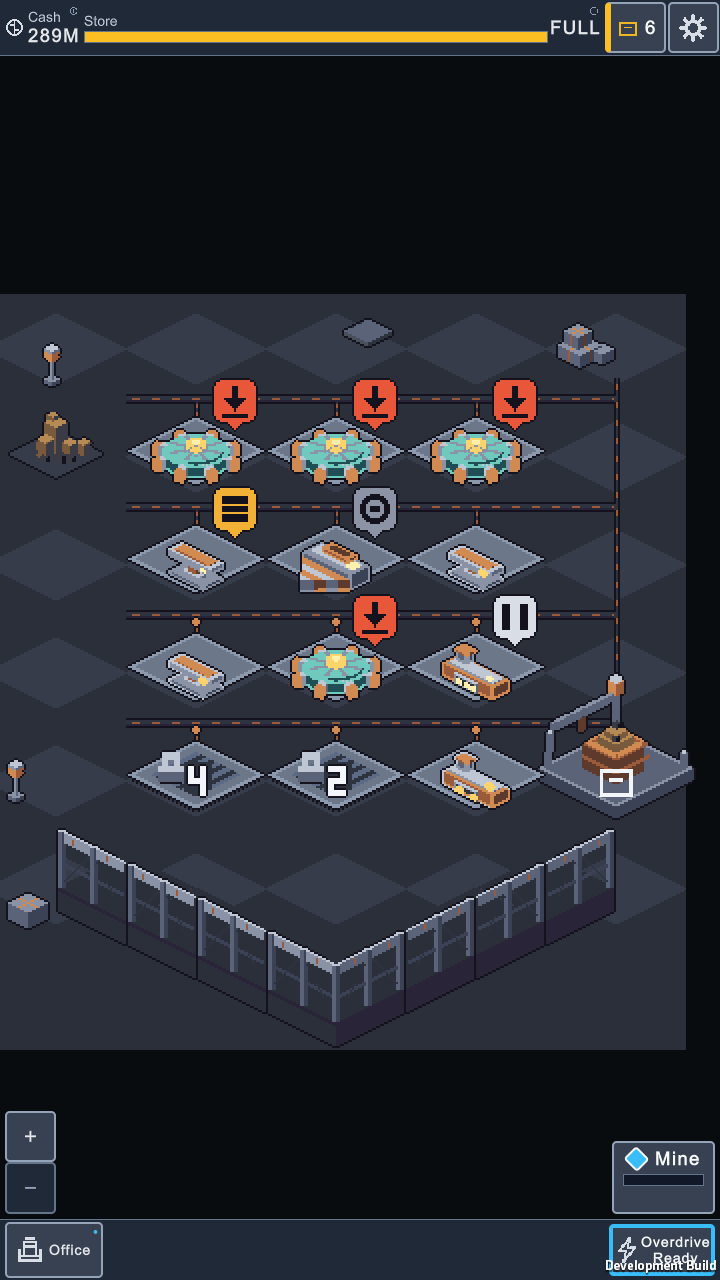 Cash
Store
289M
FULL
6
4
2
+
−
Mine
Office
Overdrive
Ready
Development Build